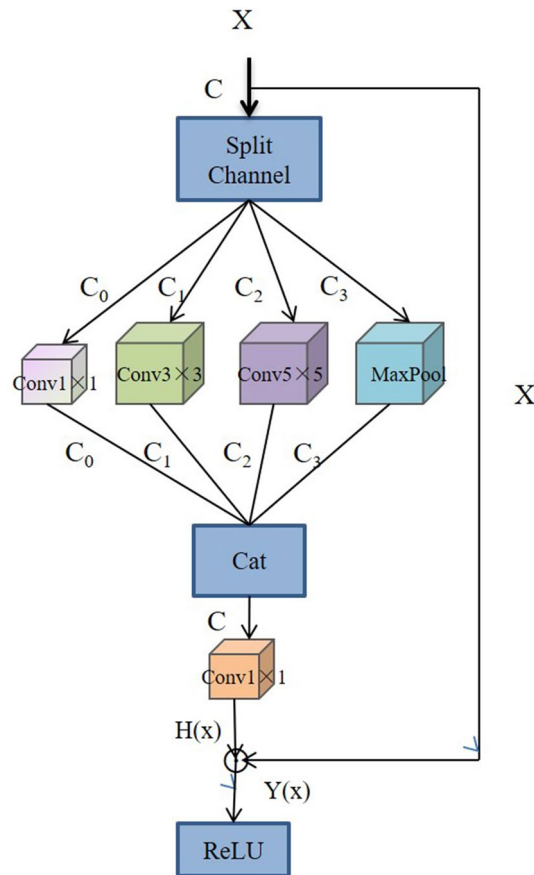 X
C
Split
Channel
C₀ C₁ C₂ C₃
Conv1×1 Conv3×3 Conv5×5 MaxPool
X
C₀ C₁ C₂ C₃
Cat
C
Conv1×1
H(x)
Y(x)
ReLU